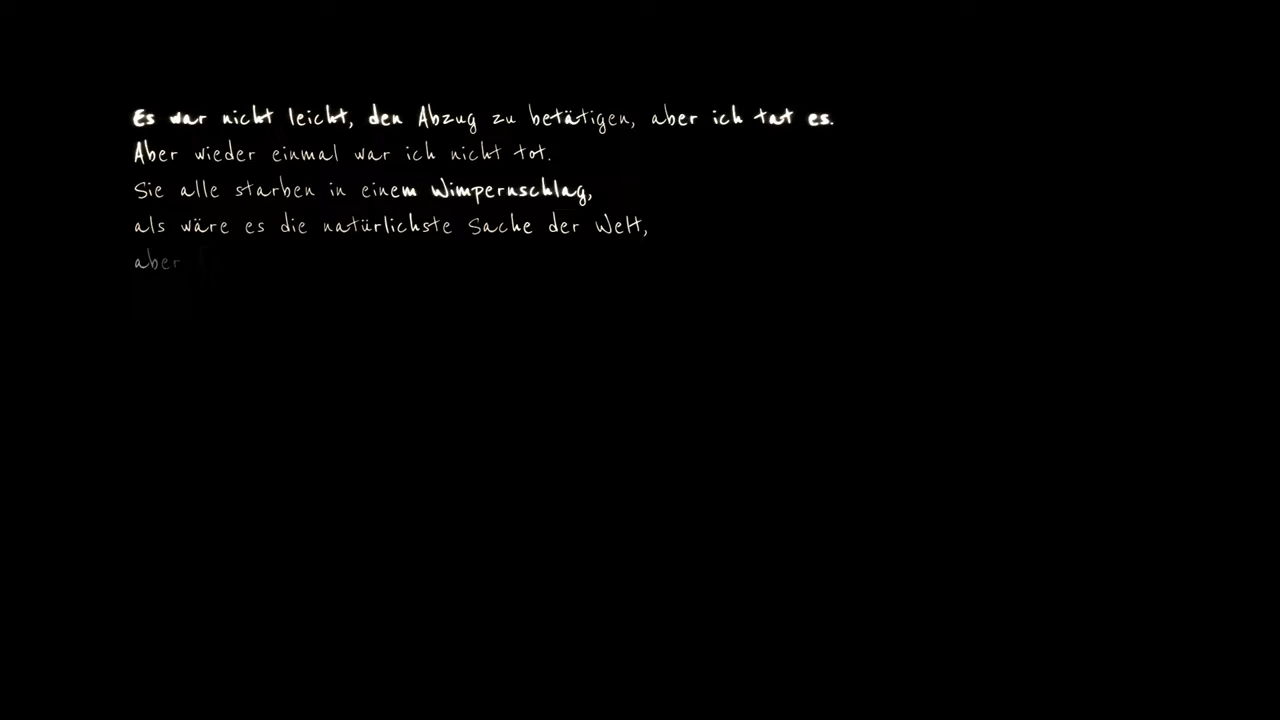 Es war nicht leicht, den Abzug zu betätigen, aber ich tat es.
Aber wieder einmal war ich nicht tot.
Sie alle starben in einem Wimpernschlag,
als wäre es die natürlichste Sache der Welt,
aber